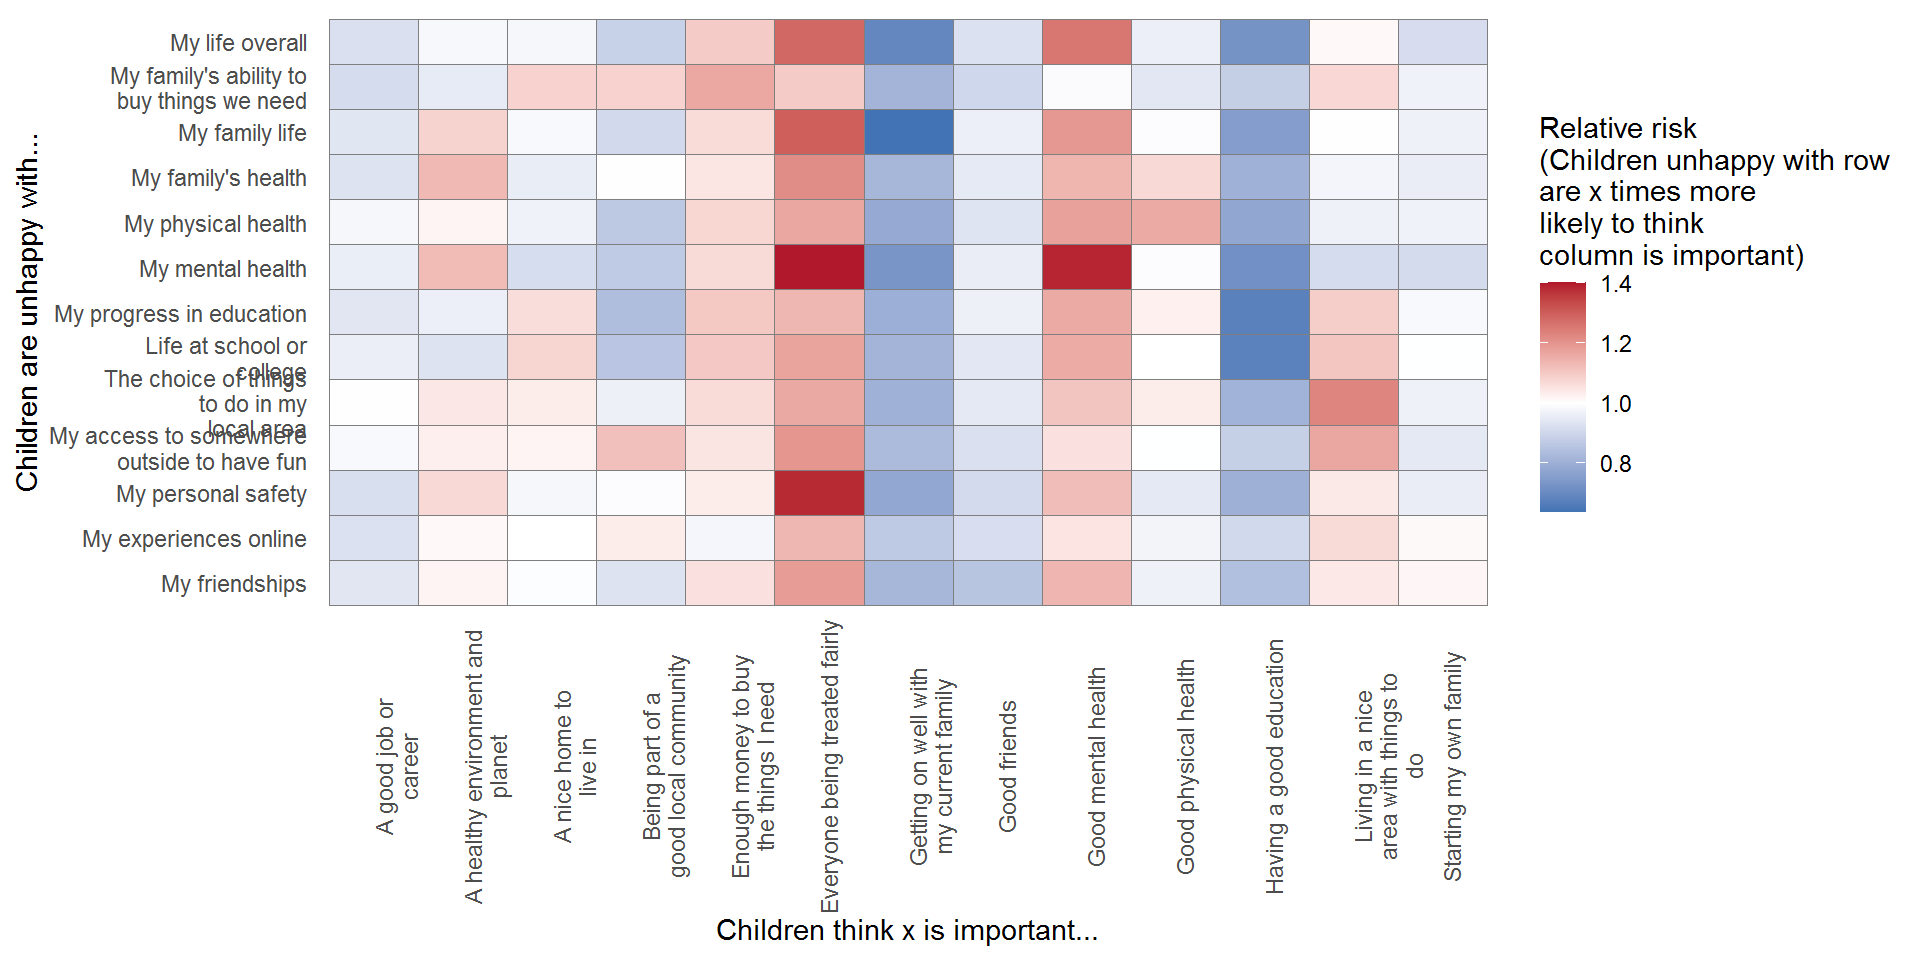 Children are unhappy with...
My life overall
My family's ability to
buy things we need
My family life
My family's health
My physical health
My mental health
My progress in education
Life at school or
college
The choice of things
to do in my
local area
My access to somewhere
outside to have fun
My personal safety
My experiences online
My friendships
A good job or
career
A healthy environment and
planet
A nice home to
live in
Being part of a
good local community
Enough money to buy
the things I need
Everyone being treated fairly
Getting on well with
my current family
Good friends
Good mental health
Good physical health
Having a good education
Living in a nice
area with things to
do
Starting my own family
Children think x is important...
Relative risk
(Children unhappy with row
are x times more
likely to think
column is important)
1.4
1.2
1.0
0.8